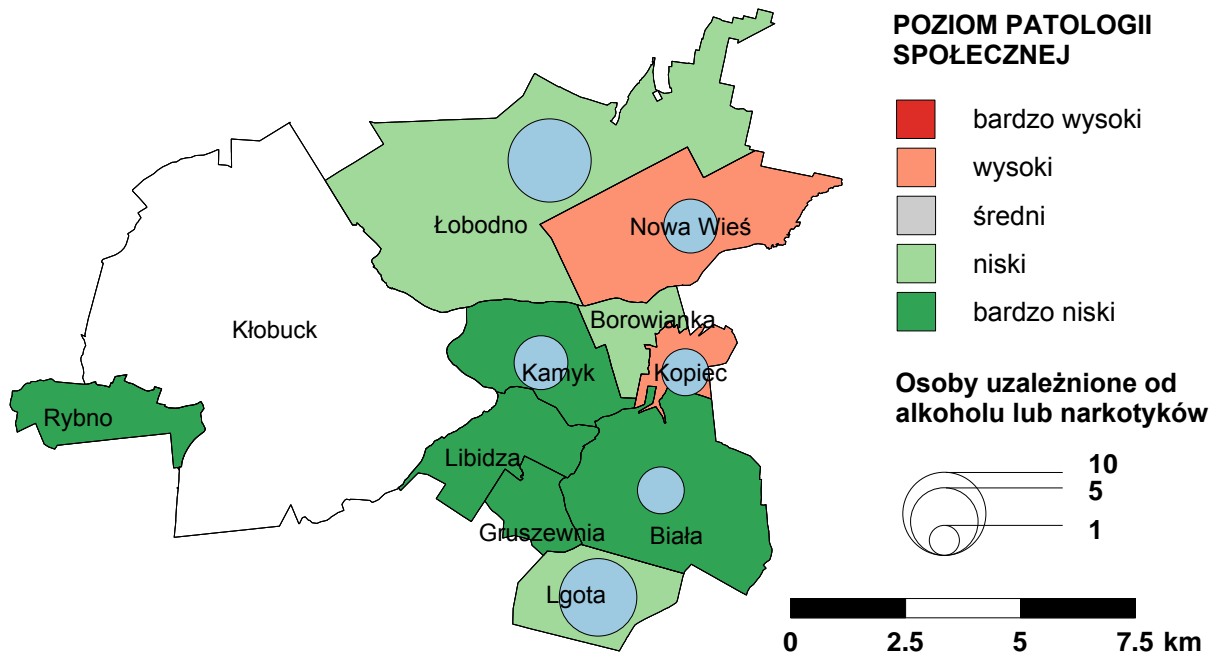 POZIOM PATOLOGII
SPOŁECZNEJ
bardzo wysoki
wysoki
średni
niski
bardzo niski
Łobodno
Nowa Wieś
Borowianka
Kłobuck
Kamyk
Kopiec
Rybno
Libidza
Gruszewnia
Biała
Lgota
Osoby uzależnione od
alkoholu lub narkotyków
10
5
1
0 2.5 5 7.5 km